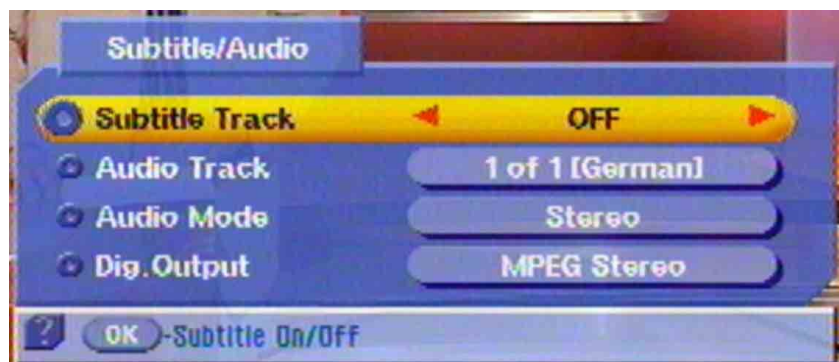 Subtitle/Audio
Subtitle Track OFF
Audio Track 1 of 1 [German]
Audio Mode Stereo
Dig.Output MPEG Stereo
? OK -Subtitle On/Off